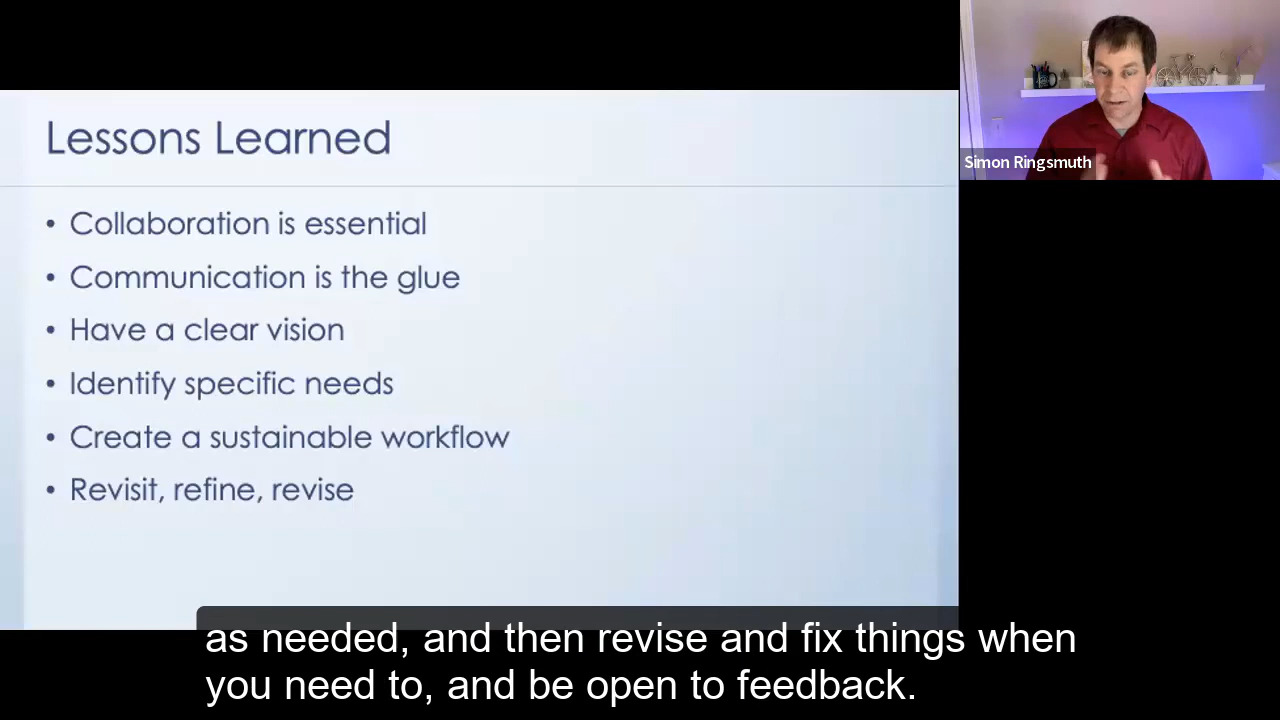 Lessons Learned
• Collaboration is essential
• Communication is the glue
• Have a clear vision
• Identify specific needs
• Create a sustainable workflow
• Revisit, refine, revise
Simon Ringsmuth
as needed, and then revise and fix things when
you need to, and be open to feedback.